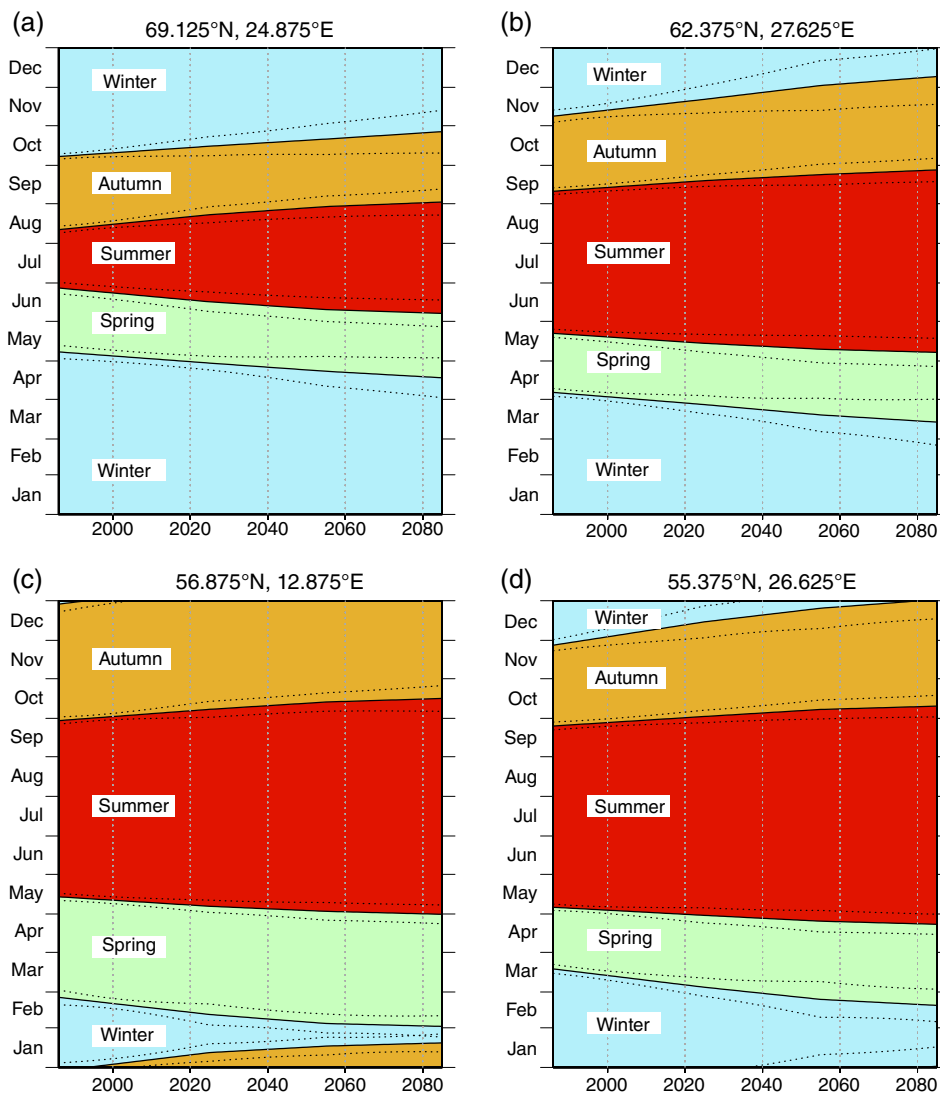 (a) 69.125°N, 24.875°E
Dec
Nov
Oct
Sep
Aug
Jul
Jun
May
Apr
Mar
Feb
Jan
Winter
Autumn
Summer
Spring
Winter
2000 2020 2040 2060 2080
(b) 62.375°N, 27.625°E
Dec
Nov
Oct
Sep
Aug
Jul
Jun
May
Apr
Mar
Feb
Jan
Winter
Autumn
Summer
Spring
Winter
2000 2020 2040 2060 2080
(c) 56.875°N, 12.875°E
Dec
Nov
Oct
Sep
Aug
Jul
Jun
May
Apr
Mar
Feb
Jan
Autumn
Summer
Spring
Winter
2000 2020 2040 2060 2080
(d) 55.375°N, 26.625°E
Dec
Nov
Oct
Sep
Aug
Jul
Jun
May
Apr
Mar
Feb
Jan
Winter
Autumn
Summer
Spring
Winter
2000 2020 2040 2060 2080